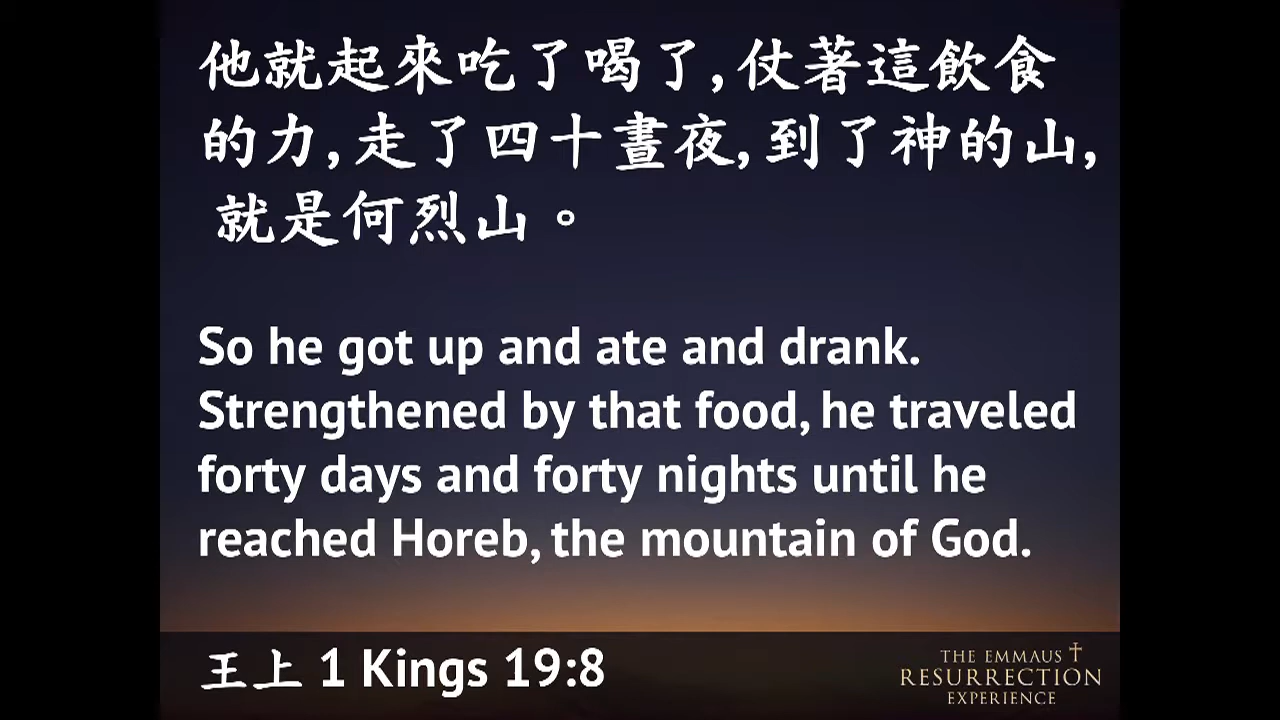 他就起來吃了喝了,仗著這飲食
的力,走了四十晝夜,到了神的山,
就是何烈山。
So he got up and ate and drank.
Strengthened by that food, he traveled
forty days and forty nights until he
reached Horeb, the mountain of God.
王上 1 Kings 19:8
THE EMMAUS
RESURRECTION
EXPERIENCE